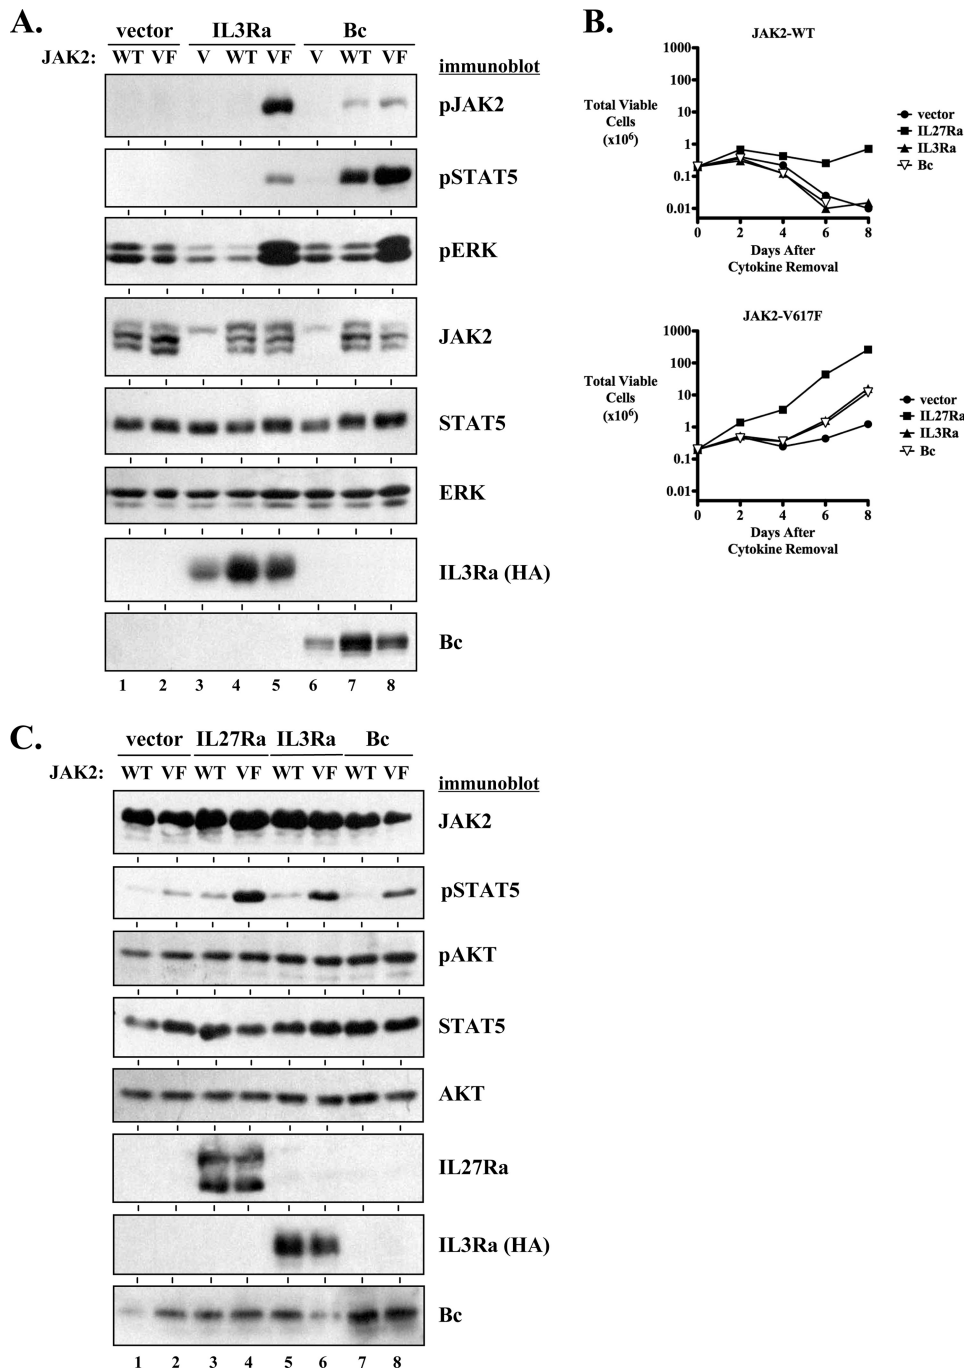 A.
vector IL3Ra Bc
JAK2: WT VF V WT VF V WT VF
immunoblot
pJAK2
pSTAT5
pERK
JAK2
STAT5
ERK
IL3Ra (HA)
Bc
1 2 3 4 5 6 7 8
B.
JAK2-WT
1000
100
10
1
0.1
0.01
Total Viable
Cells
(x10⁶)
0 2 4 6 8
Days After
Cytokine Removal
vector
IL27Ra
IL3Ra
Bc
JAK2-V617F
1000
100
10
1
0.1
0.01
Total Viable
Cells
(x10⁶)
0 2 4 6 8
Days After
Cytokine Removal
vector
IL27Ra
IL3Ra
Bc
C.
vector IL27Ra IL3Ra Bc
JAK2: WT VF WT VF WT VF WT VF
immunoblot
JAK2
pSTAT5
pAKT
STAT5
AKT
IL27Ra
IL3Ra (HA)
Bc
1 2 3 4 5 6 7 8